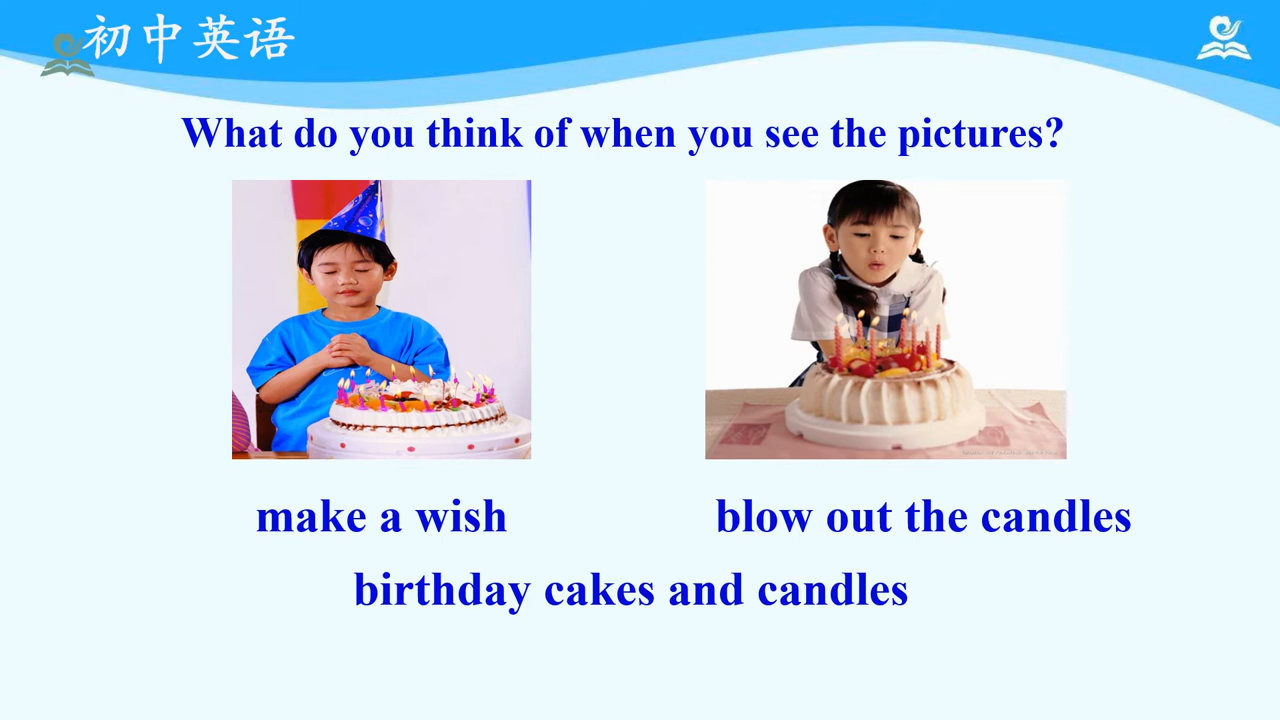 初中英语
What do you think of when you see the pictures?
make a wish
blow out the candles
birthday cakes and candles